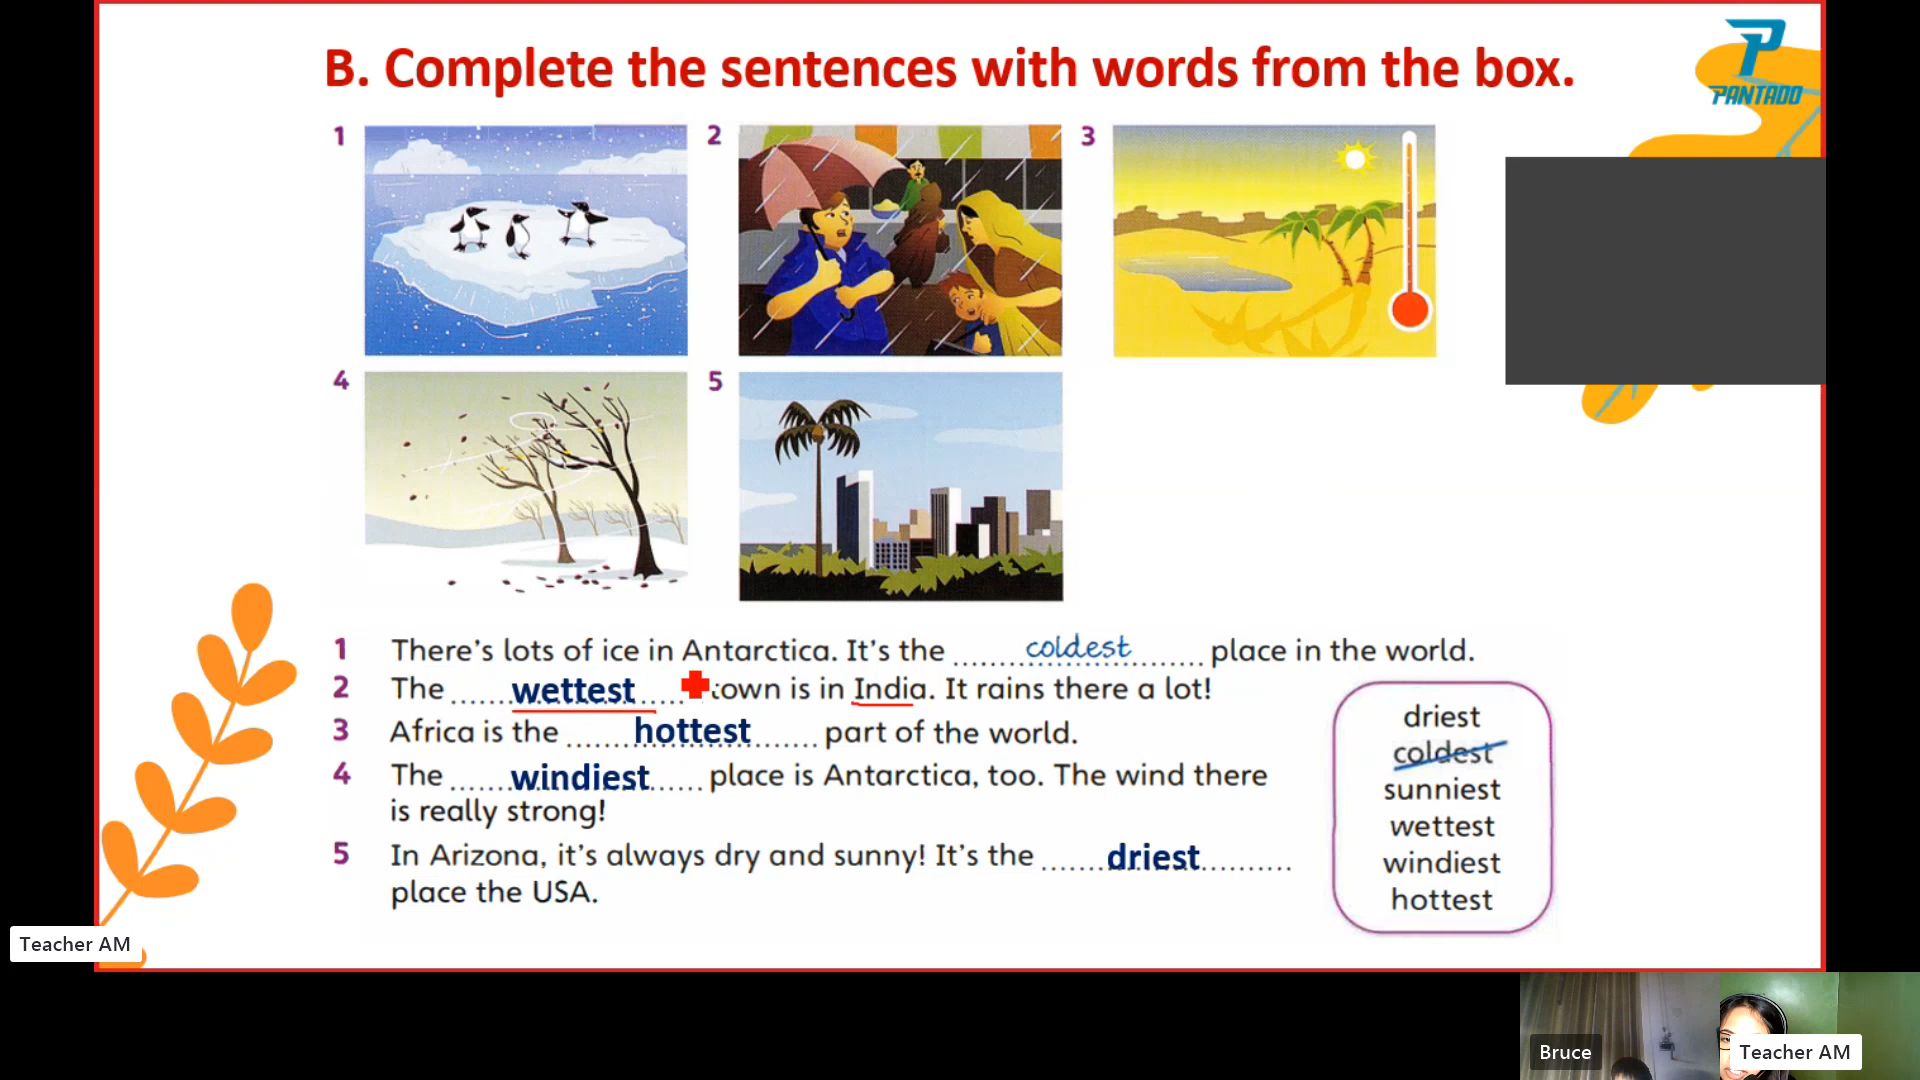 B. Complete the sentences with words from the box.
PANTADO
1
2
3
4
5
1 There's lots of ice in Antarctica. It's the ........coldest........ place in the world.
2 The ......wettest...... town is in India. It rains there a lot!
3 Africa is the ......hottest...... part of the world.
4 The ......windiest...... place is Antarctica, too. The wind there
is really strong!
5 In Arizona, it's always dry and sunny! It's the ......driest.........
place the USA.
driest
coldest
sunniest
wettest
windiest
hottest
Teacher AM
Bruce
Teacher AM